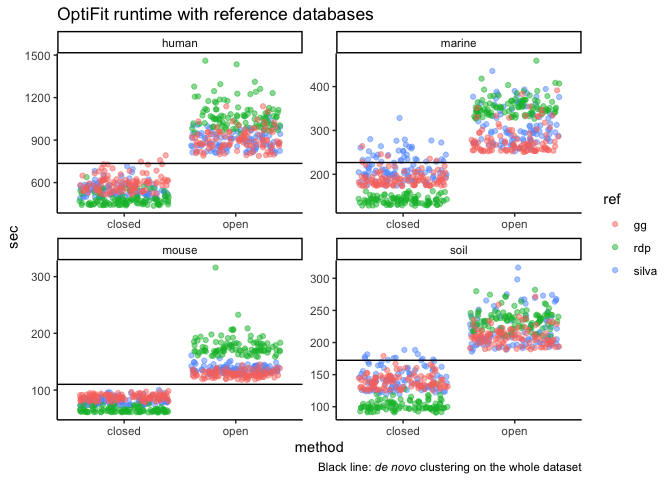 OptiFit runtime with reference databases
human
marine
1500
1200
900
600
400
300
200
closed
open
closed
open
sec
mouse
soil
300
200
100
300
250
200
150
100
closed
open
closed
open
method
ref
gg
rdp
silva
Black line: de novo clustering on the whole dataset